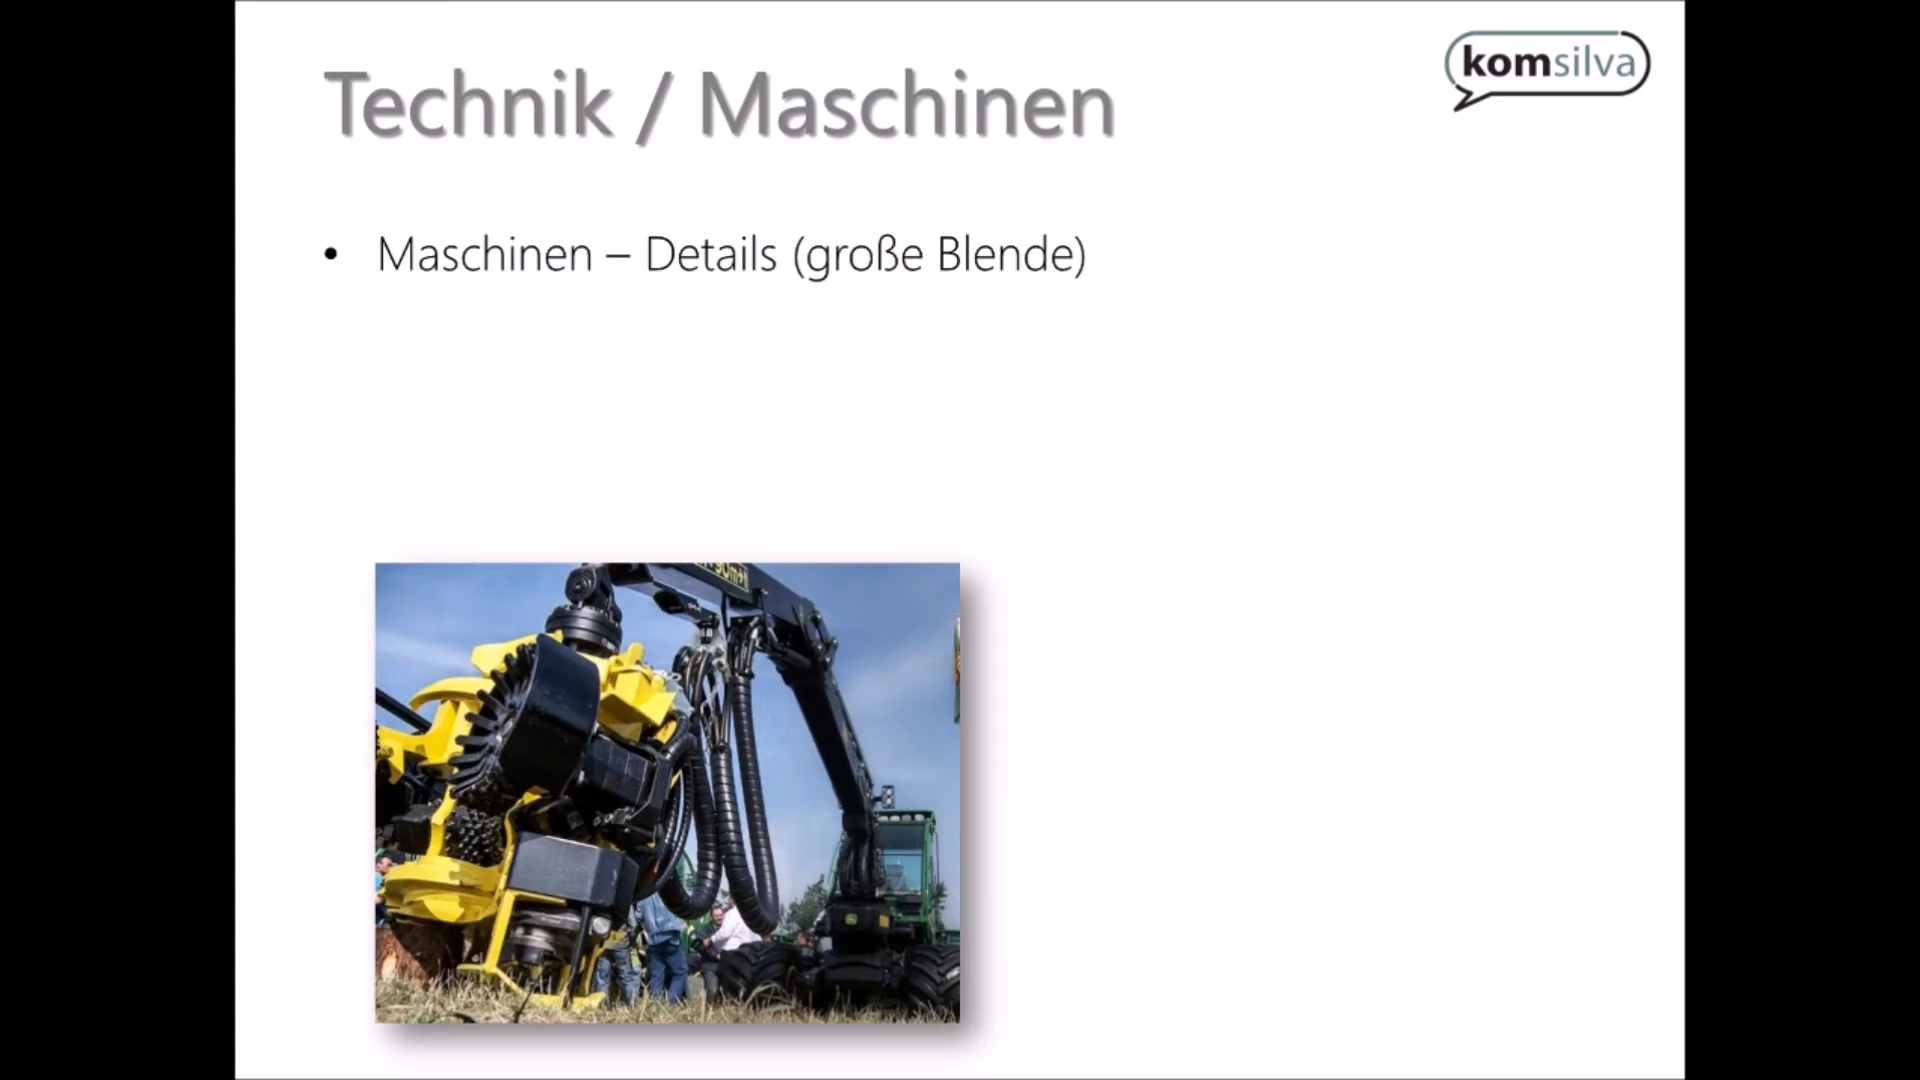 Technik / Maschinen
komsilva
• Maschinen – Details (große Blende)